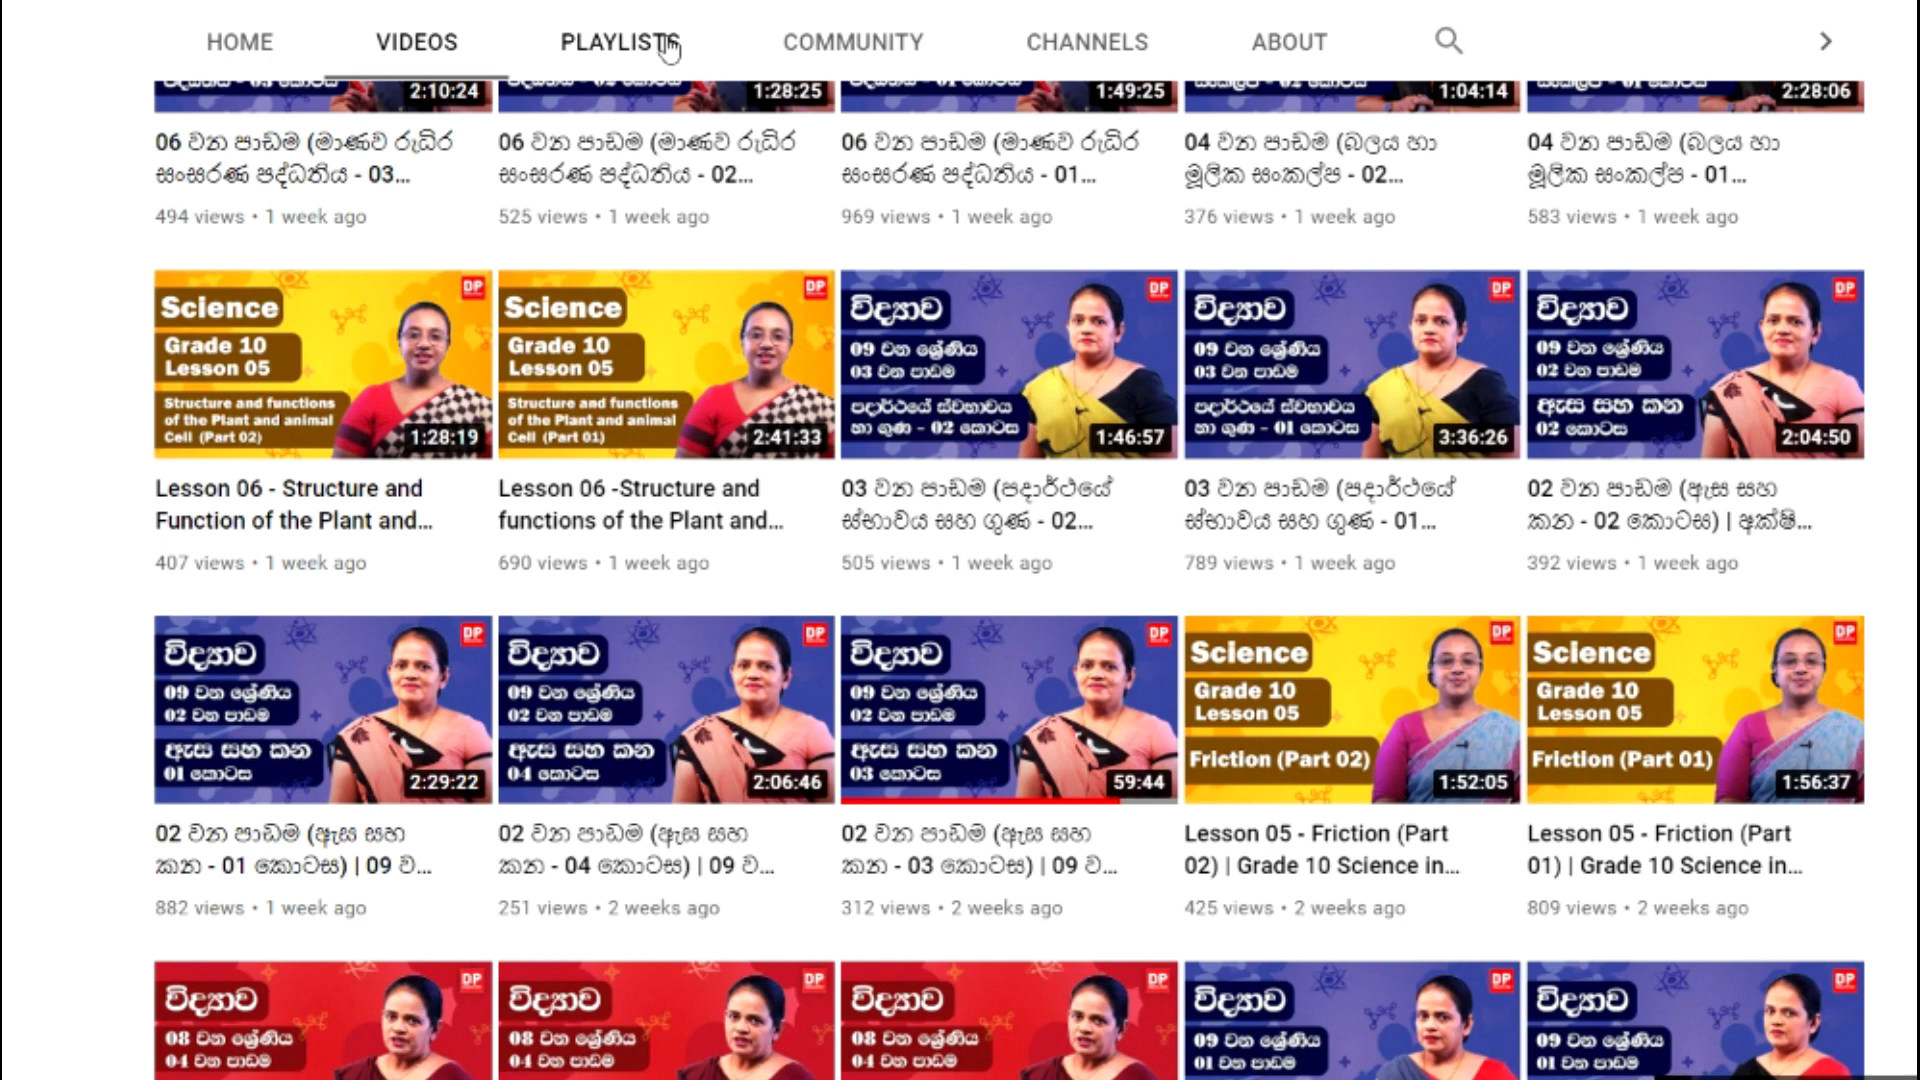 HOME VIDEOS PLAYLISTS COMMUNITY CHANNELS ABOUT
2:10:24 1:28:25 1:49:25 1:04:14 2:28:06
06 වන පාඩම (මානව රුධිර
සංසරණ පද්ධතිය - 03...
494 views • 1 week ago
06 වන පාඩම (මානව රුධිර
සංසරණ පද්ධතිය - 02...
525 views • 1 week ago
06 වන පාඩම (මානව රුධිර
සංසරණ පද්ධතිය - 01...
969 views • 1 week ago
04 වන පාඩම (බලය හා
මූලික සංකල්ප - 02...
376 views • 1 week ago
04 වන පාඩම (බලය හා
මූලික සංකල්ප - 01...
583 views • 1 week ago
DP
Science
Grade 10
Lesson 05
Structure and functions
of the Plant and animal
Cell (Part 02)
1:28:19
Lesson 06 - Structure and
Function of the Plant and...
407 views • 1 week ago
DP
Science
Grade 10
Lesson 05
Structure and functions
of the Plant and animal
Cell (Part 01)
2:41:33
Lesson 06 -Structure and
functions of the Plant and...
690 views • 1 week ago
DP
විද්‍යාව
09 වන ශ්‍රේණිය
03 වන පාඩම
පදාර්ථයේ ස්වභාවය
හා ගුණ - 02 කොටස
1:46:57
03 වන පාඩම (පදාර්ථයේ
ස්භාවය සහ ගුණ - 02...
505 views • 1 week ago
DP
විද්‍යාව
09 වන ශ්‍රේණිය
03 වන පාඩම
පදාර්ථයේ ස්වභාවය
හා ගුණ - 01 කොටස
3:36:26
03 වන පාඩම (පදාර්ථයේ
ස්භාවය සහ ගුණ - 01...
789 views • 1 week ago
DP
විද්‍යාව
09 වන ශ්‍රේණිය
02 වන පාඩම
ඇස සහ කන
02 කොටස
2:04:50
02 වන පාඩම (ඇස සහ
කන - 02 කොටස) | අක්ෂි...
392 views • 1 week ago
DP
විද්‍යාව
09 වන ශ්‍රේණිය
02 වන පාඩම
ඇස සහ කන
01 කොටස
2:29:22
02 වන පාඩම (ඇස සහ
කන - 01 කොටස) | 09 ව...
882 views • 1 week ago
DP
විද්‍යාව
09 වන ශ්‍රේණිය
02 වන පාඩම
ඇස සහ කන
04 කොටස
2:06:46
02 වන පාඩම (ඇස සහ
කන - 04 කොටස) | 09 ව...
251 views • 2 weeks ago
DP
විද්‍යාව
09 වන ශ්‍රේණිය
02 වන පාඩම
ඇස සහ කන
03 කොටස
59:44
02 වන පාඩම (ඇස සහ
කන - 03 කොටස) | 09 ව...
312 views • 2 weeks ago
DP
Science
Grade 10
Lesson 05
Friction (Part 02)
1:52:05
Lesson 05 - Friction (Part
02) | Grade 10 Science in...
425 views • 2 weeks ago
DP
Science
Grade 10
Lesson 05
Friction (Part 01)
1:56:37
Lesson 05 - Friction (Part
01) | Grade 10 Science in...
809 views • 2 weeks ago
DP
විද්‍යාව
08 වන ශ්‍රේණිය
04 වන පාඩම
DP
විද්‍යාව
08 වන ශ්‍රේණිය
04 වන පාඩම
DP
විද්‍යාව
08 වන ශ්‍රේණිය
04 වන පාඩම
DP
විද්‍යාව
09 වන ශ්‍රේණිය
01 වන පාඩම
DP
විද්‍යාව
09 වන ශ්‍රේණිය
01 වන පාඩම